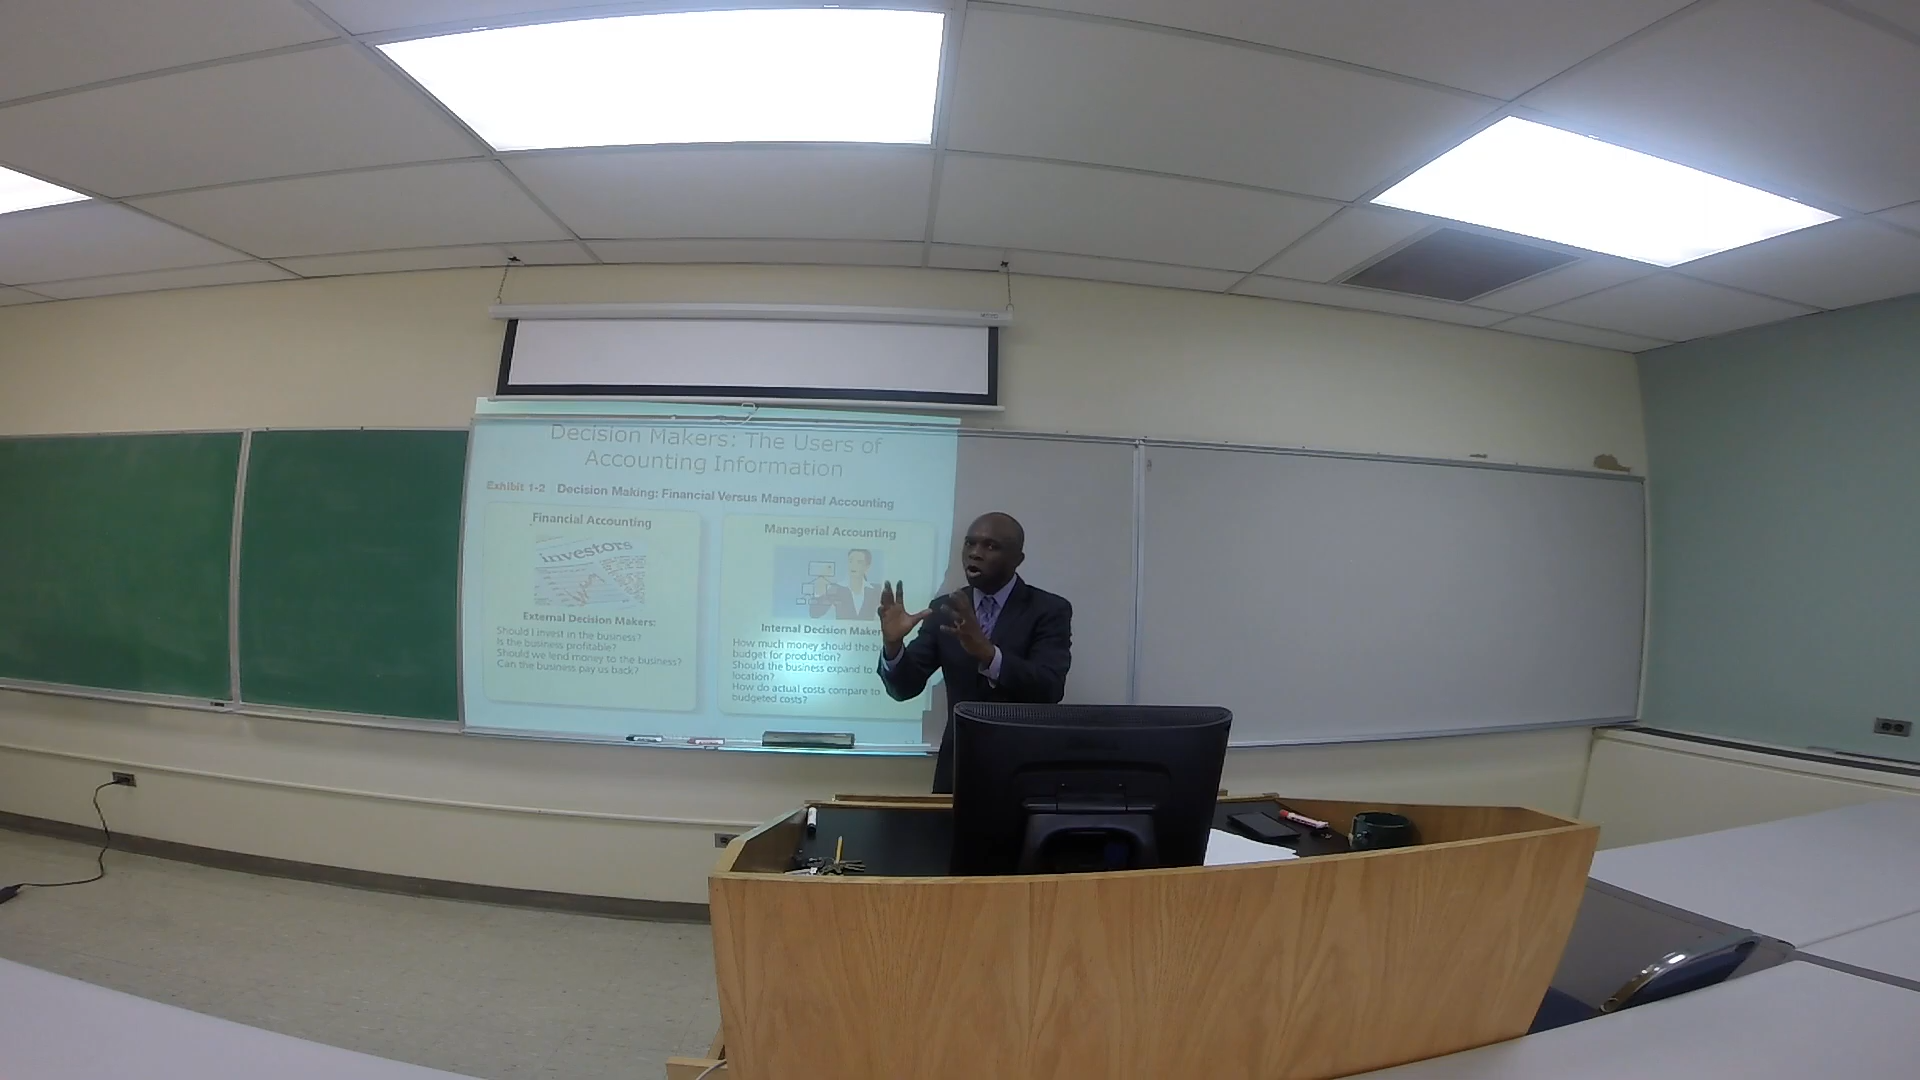 Decision Makers: The Users of
Accounting Information
Exhibit 1-2 Decision Making: Financial Versus Managerial Accounting
Financial Accounting
investors
External Decision Makers:
Should I invest in the business?
Is the business profitable?
Should we lend money to the business?
Can the business pay us back?
Managerial Accounting
Internal Decision Maker
How much money should the
budget for production?
Should the business expand to
location?
How do actual costs compare to
budgeted costs?